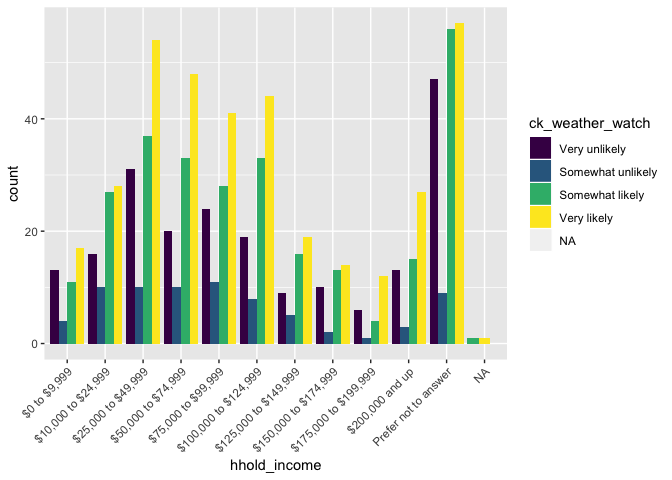 40
20
0
count
$0 to $9,999
$10,000 to $24,999
$25,000 to $49,999
$50,000 to $74,999
$75,000 to $99,999
$100,000 to $124,999
$125,000 to $149,999
$150,000 to $174,999
$175,000 to $199,999
$200,000 and up
Prefer not to answer
NA
hhold_income
ck_weather_watch
Very unlikely
Somewhat unlikely
Somewhat likely
Very likely
NA